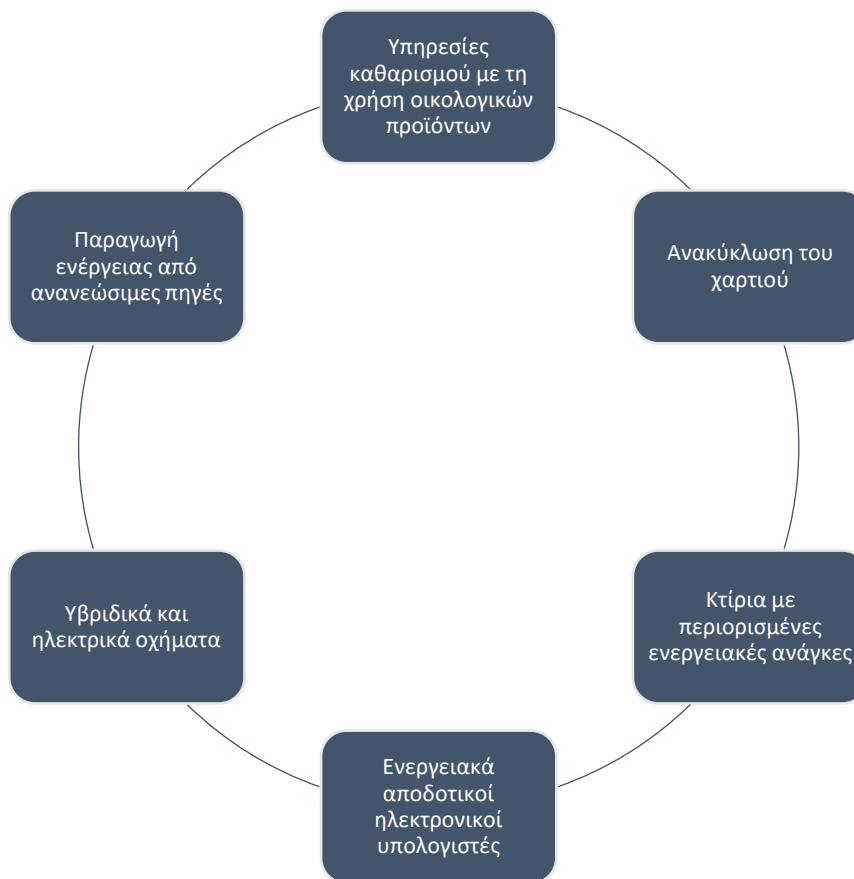 Υπηρεσίες
καθαρισμού με τη
χρήση οικολογικών
προϊόντων
Ανακύκλωση του
χαρτιού
Κτίρια με
περιορισμένες
ενεργειακές ανάγκες
Ενεργειακά
αποδοτικοί
ηλεκτρονικοί
υπολογιστές
Υβριδικά και
ηλεκτρικά οχήματα
Παραγωγή
ενέργειας από
ανανεώσιμες πηγές